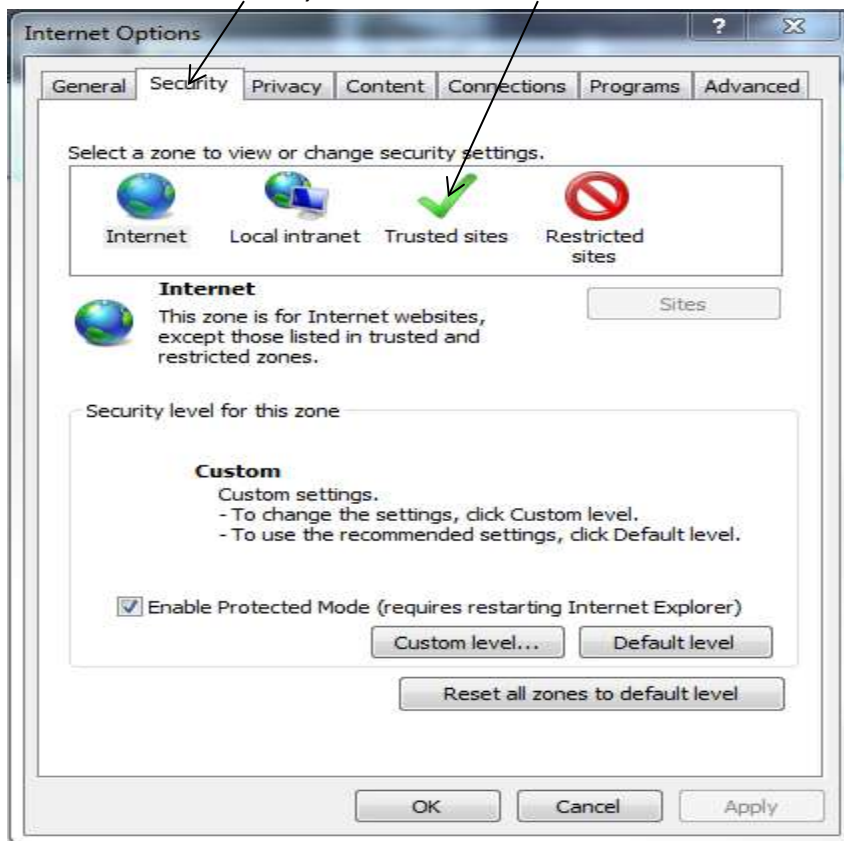 Internet Options
General Security Privacy Content Connections Programs Advanced
Select a zone to view or change security settings.
Internet Local intranet Trusted sites Restricted
sites
Internet
Sites
This zone is for Internet websites,
except those listed in trusted and
restricted zones.
Security level for this zone
Custom
Custom settings.
- To change the settings, click Custom level.
- To use the recommended settings, click Default level.
Enable Protected Mode (requires restarting Internet Explorer)
Custom level... Default level
Reset all zones to default level
OK Cancel Apply